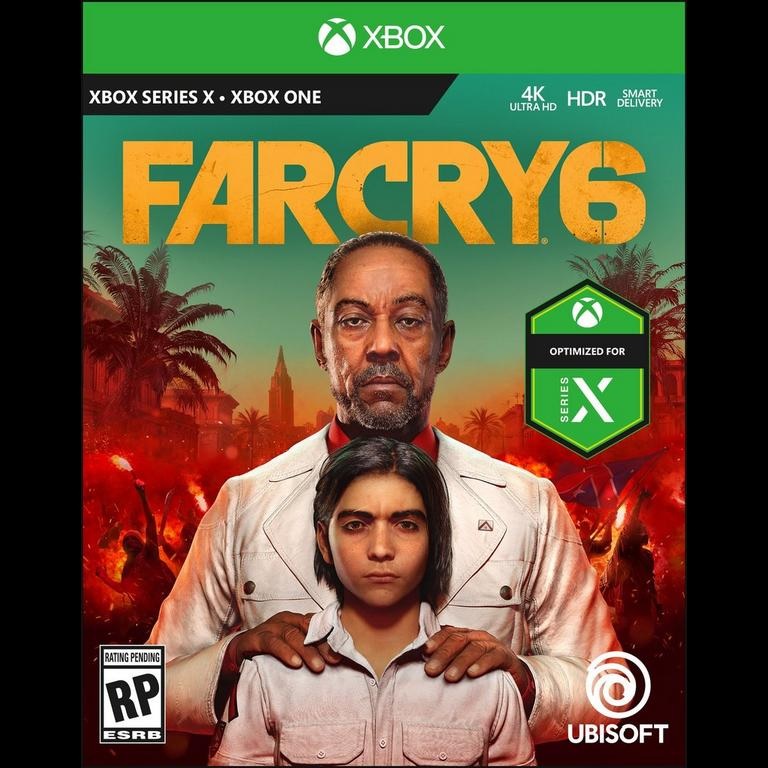 XBOX
XBOX SERIES X • XBOX ONE
4K
ULTRA HD
HDR
SMART
DELIVERY
FARCRY6
OPTIMIZED FOR
SERIES X
RATING PENDING
RP
ESRB
UBISOFT